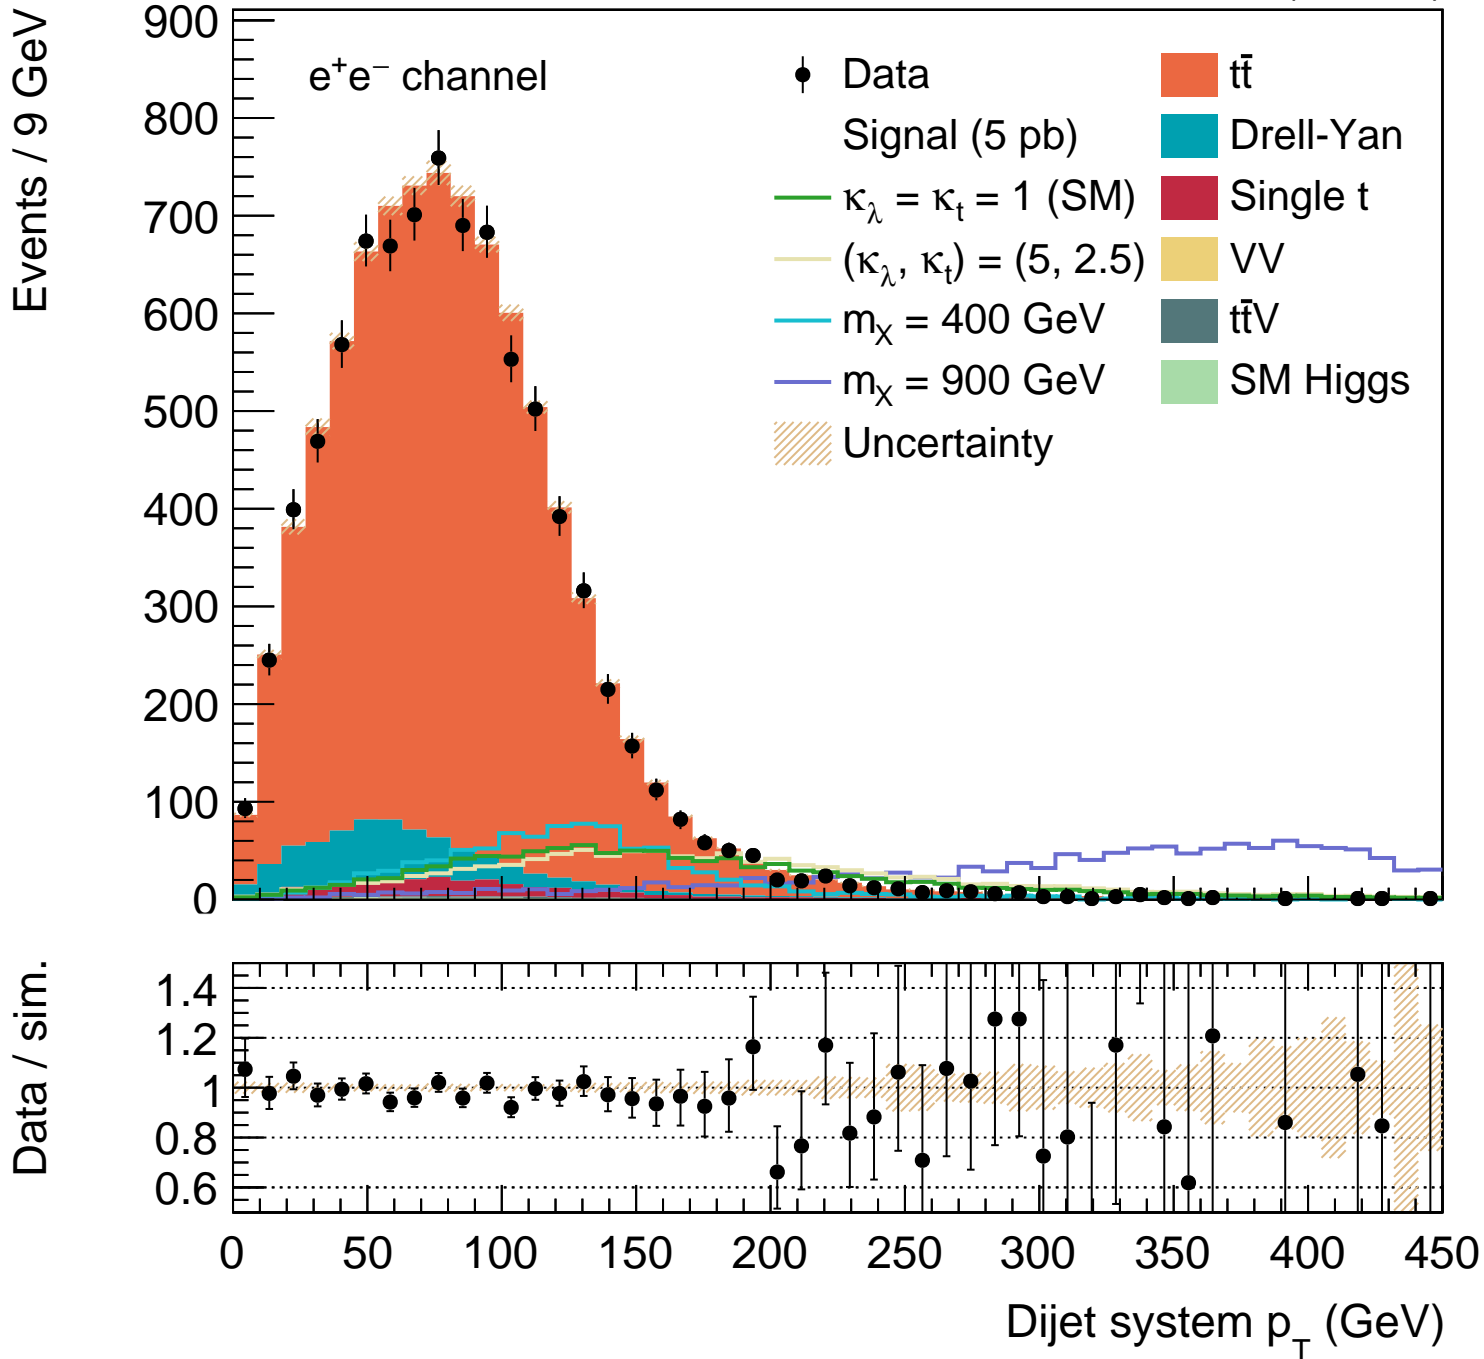 900
800
700
600
500
400
300
200
100
0
Events / 9 GeV
e⁺e⁻ channel
Data
Signal (5 pb)
κ_λ = κ_t = 1 (SM)
(κ_λ, κ_t) = (5, 2.5)
m_X = 400 GeV
m_X = 900 GeV
Uncertainty
tt̄
Drell-Yan
Single t
VV
tt̄V
SM Higgs
1.4
1.2
1
0.8
0.6
Data / sim.
0 50 100 150 200 250 300 350 400 450
Dijet system p_T (GeV)